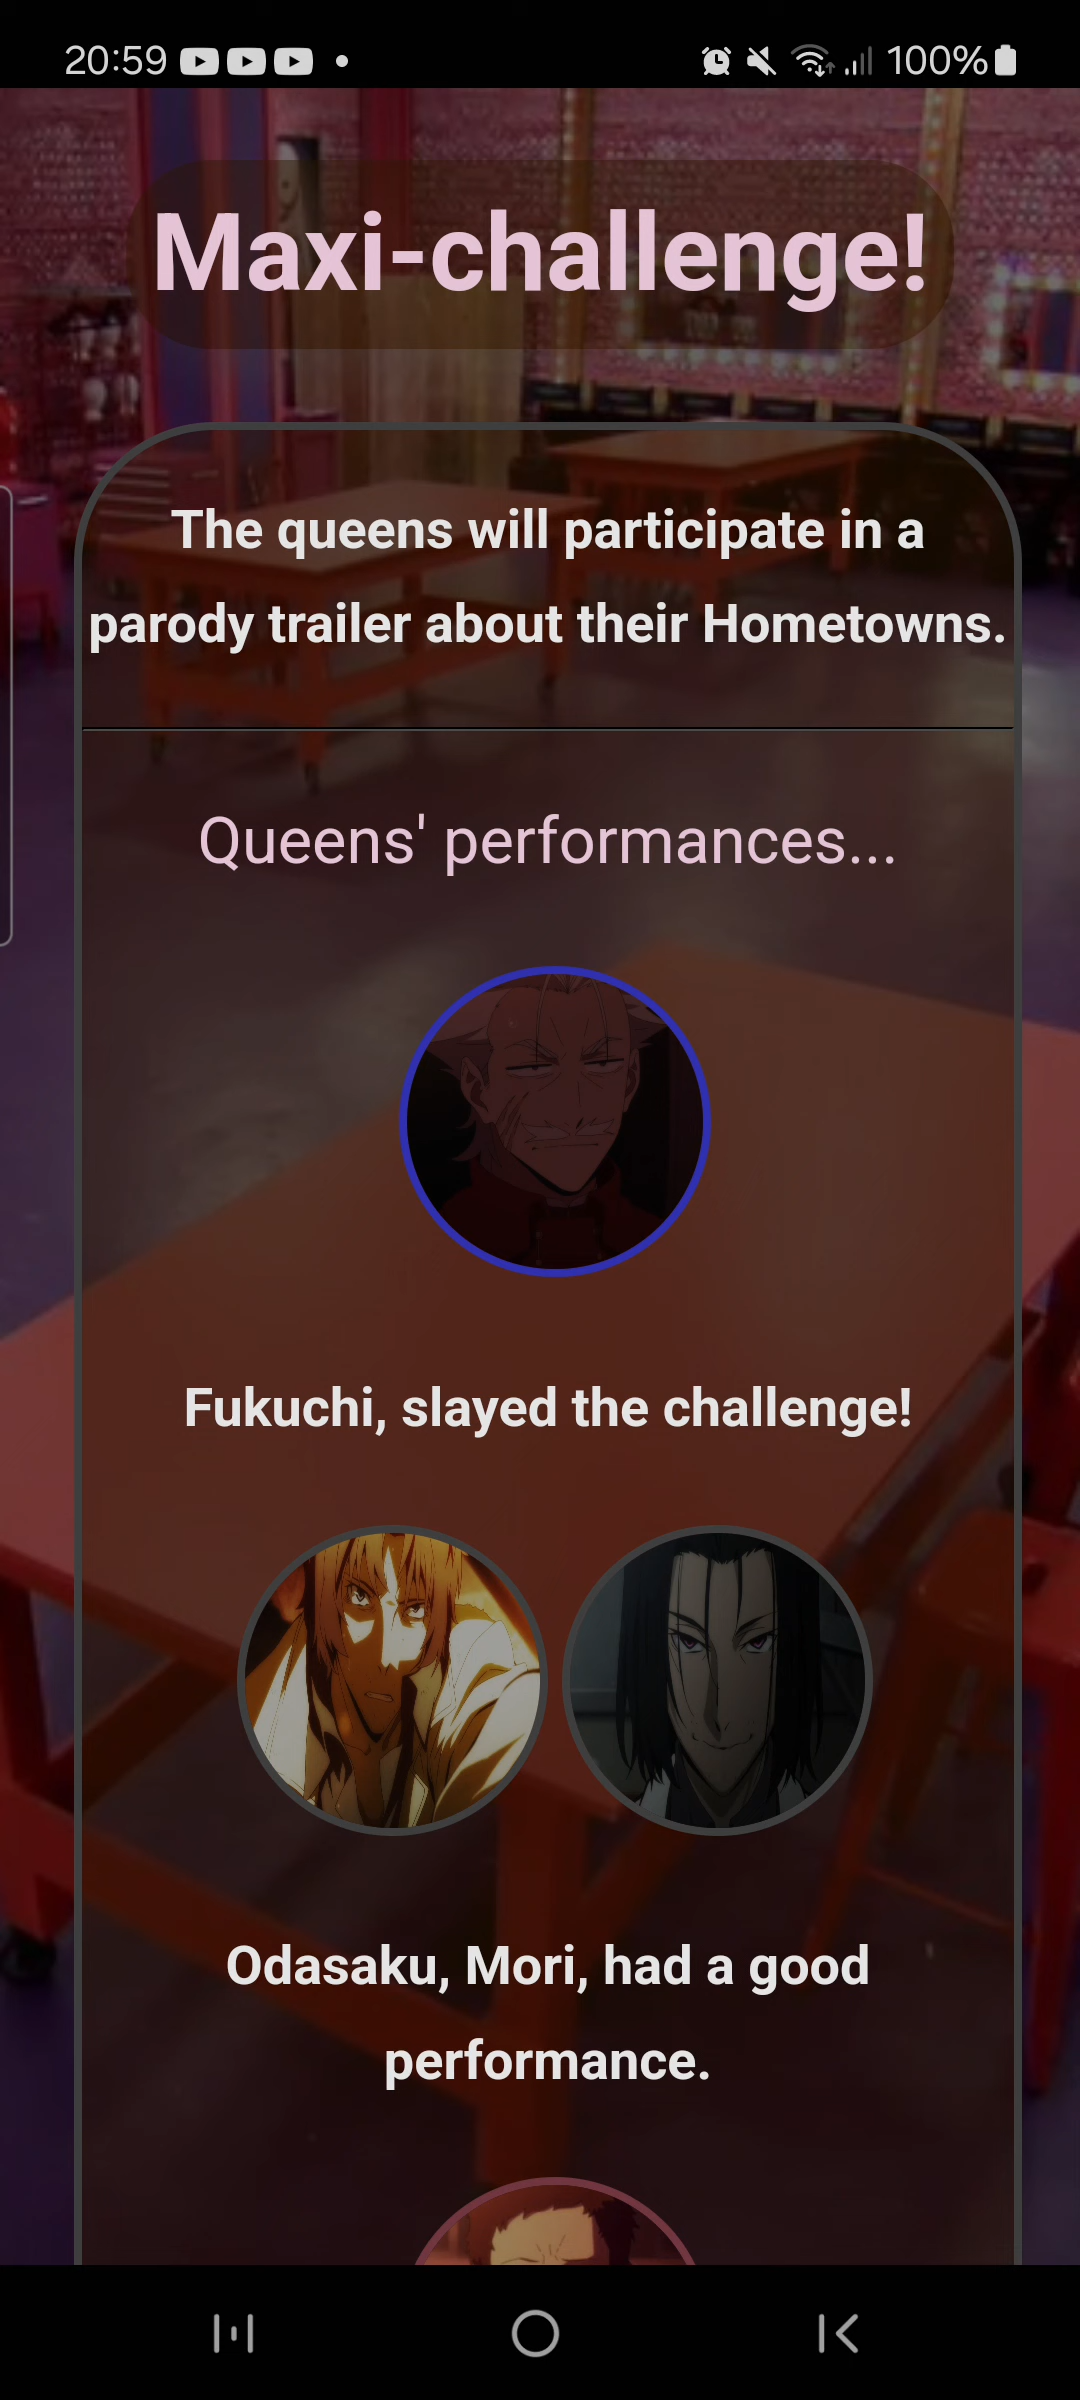 20:59
100%
Maxi-challenge!
The queens will participate in a
parody trailer about their Hometowns.
Queens' performances...
Fukuchi, slayed the challenge!
Odasaku, Mori, had a good
performance.